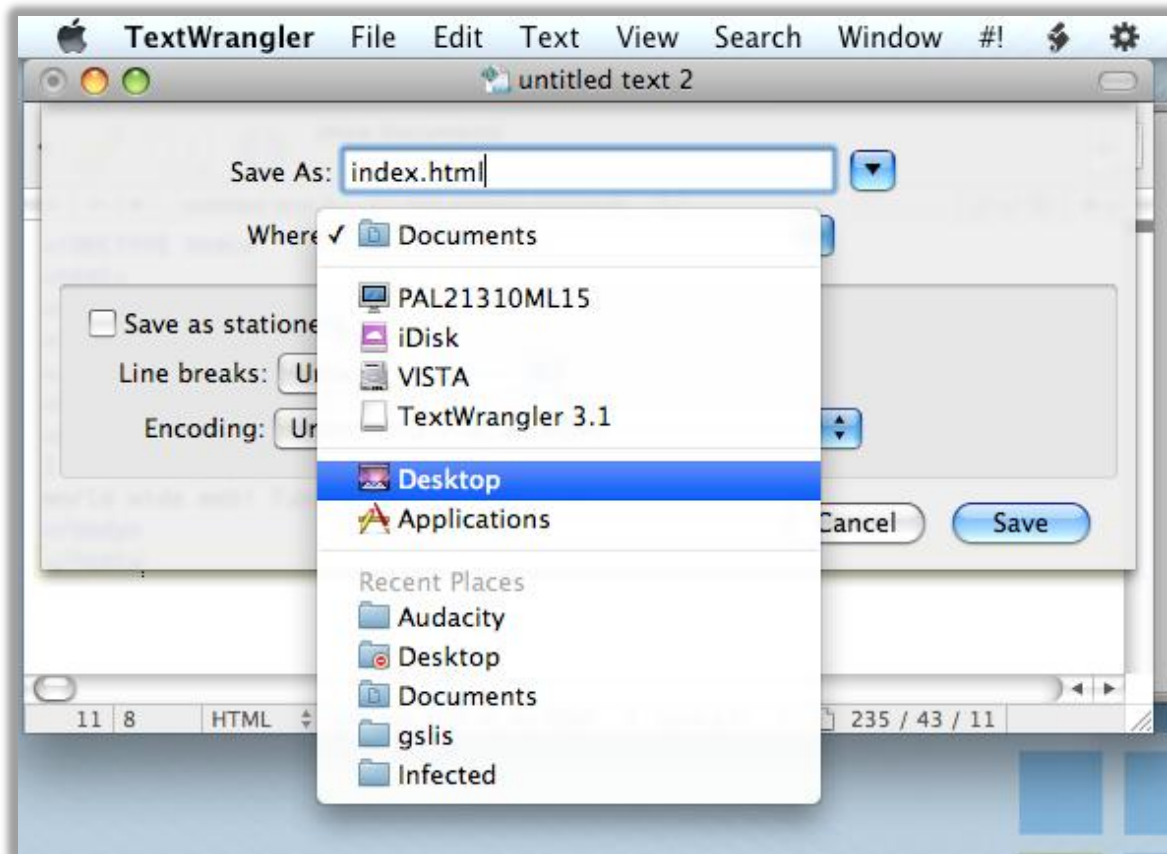 TextWrangler File Edit Text View Search Window #!
untitled text 2
Save As: index.html
Where ✓ Documents
PAL21310ML15
iDisk
Save as statione
VISTA
Line breaks: Un
TextWrangler 3.1
Encoding: Un
Desktop
Applications
Cancel Save
Recent Places
Audacity
Desktop
Documents
11 8 HTML 235 / 43 / 11
gslis
Infected